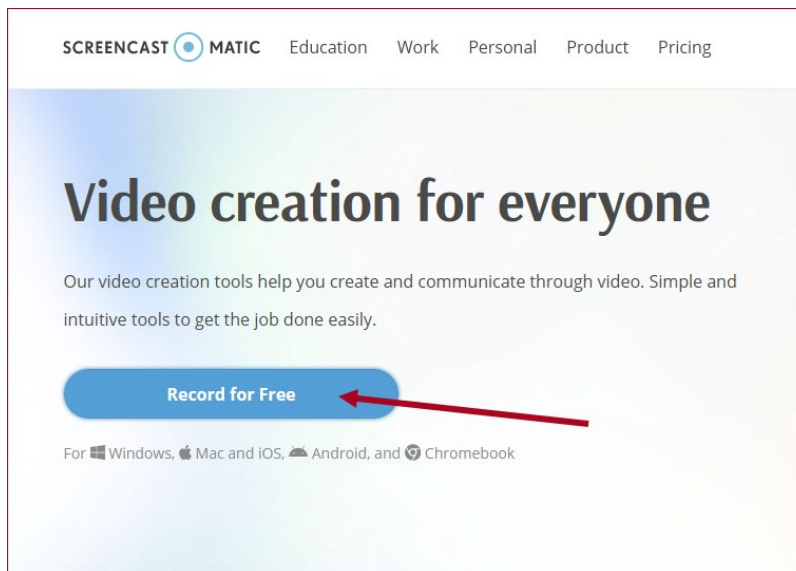 SCREENCAST MATIC Education Work Personal Product Pricing
Video creation for everyone
Our video creation tools help you create and communicate through video. Simple and
intuitive tools to get the job done easily.
Record for Free
For Windows, Mac and iOS, Android, and Chromebook